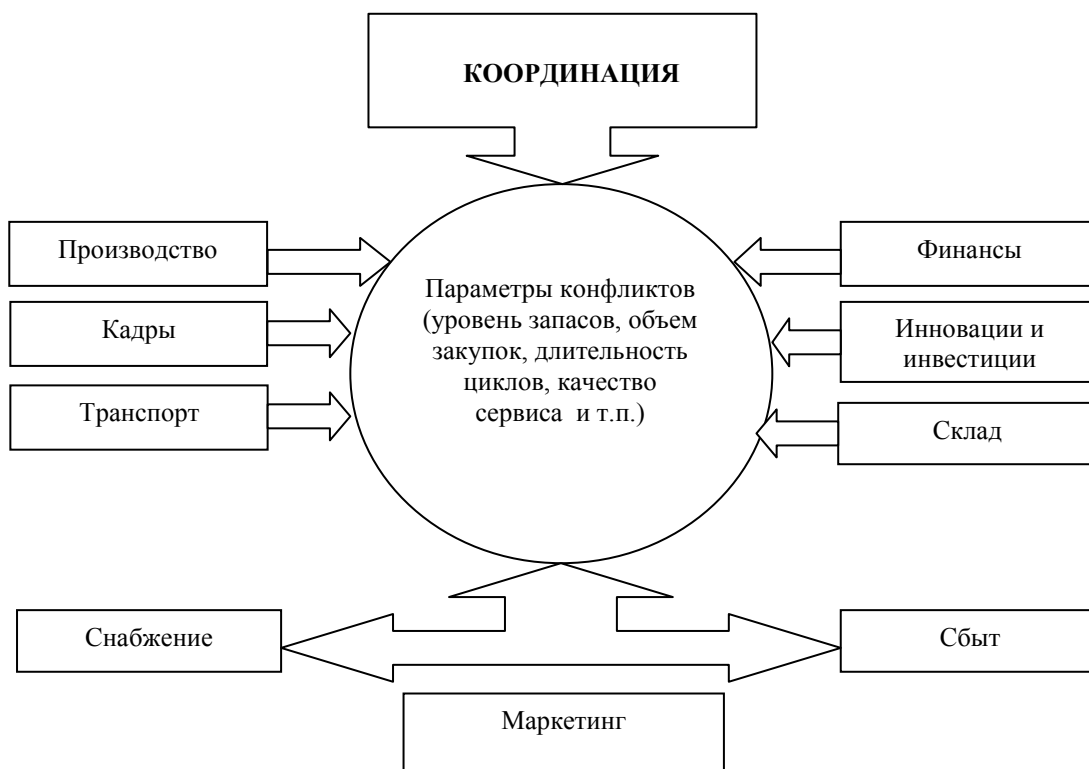 КООРДИНАЦИЯ
Производство
Кадры
Транспорт
Параметры конфликтов
(уровень запасов, объем
закупок, длительность
циклов, качество
сервиса и т.п.)
Финансы
Инновации и
инвестиции
Склад
Снабжение
Сбыт
Маркетинг